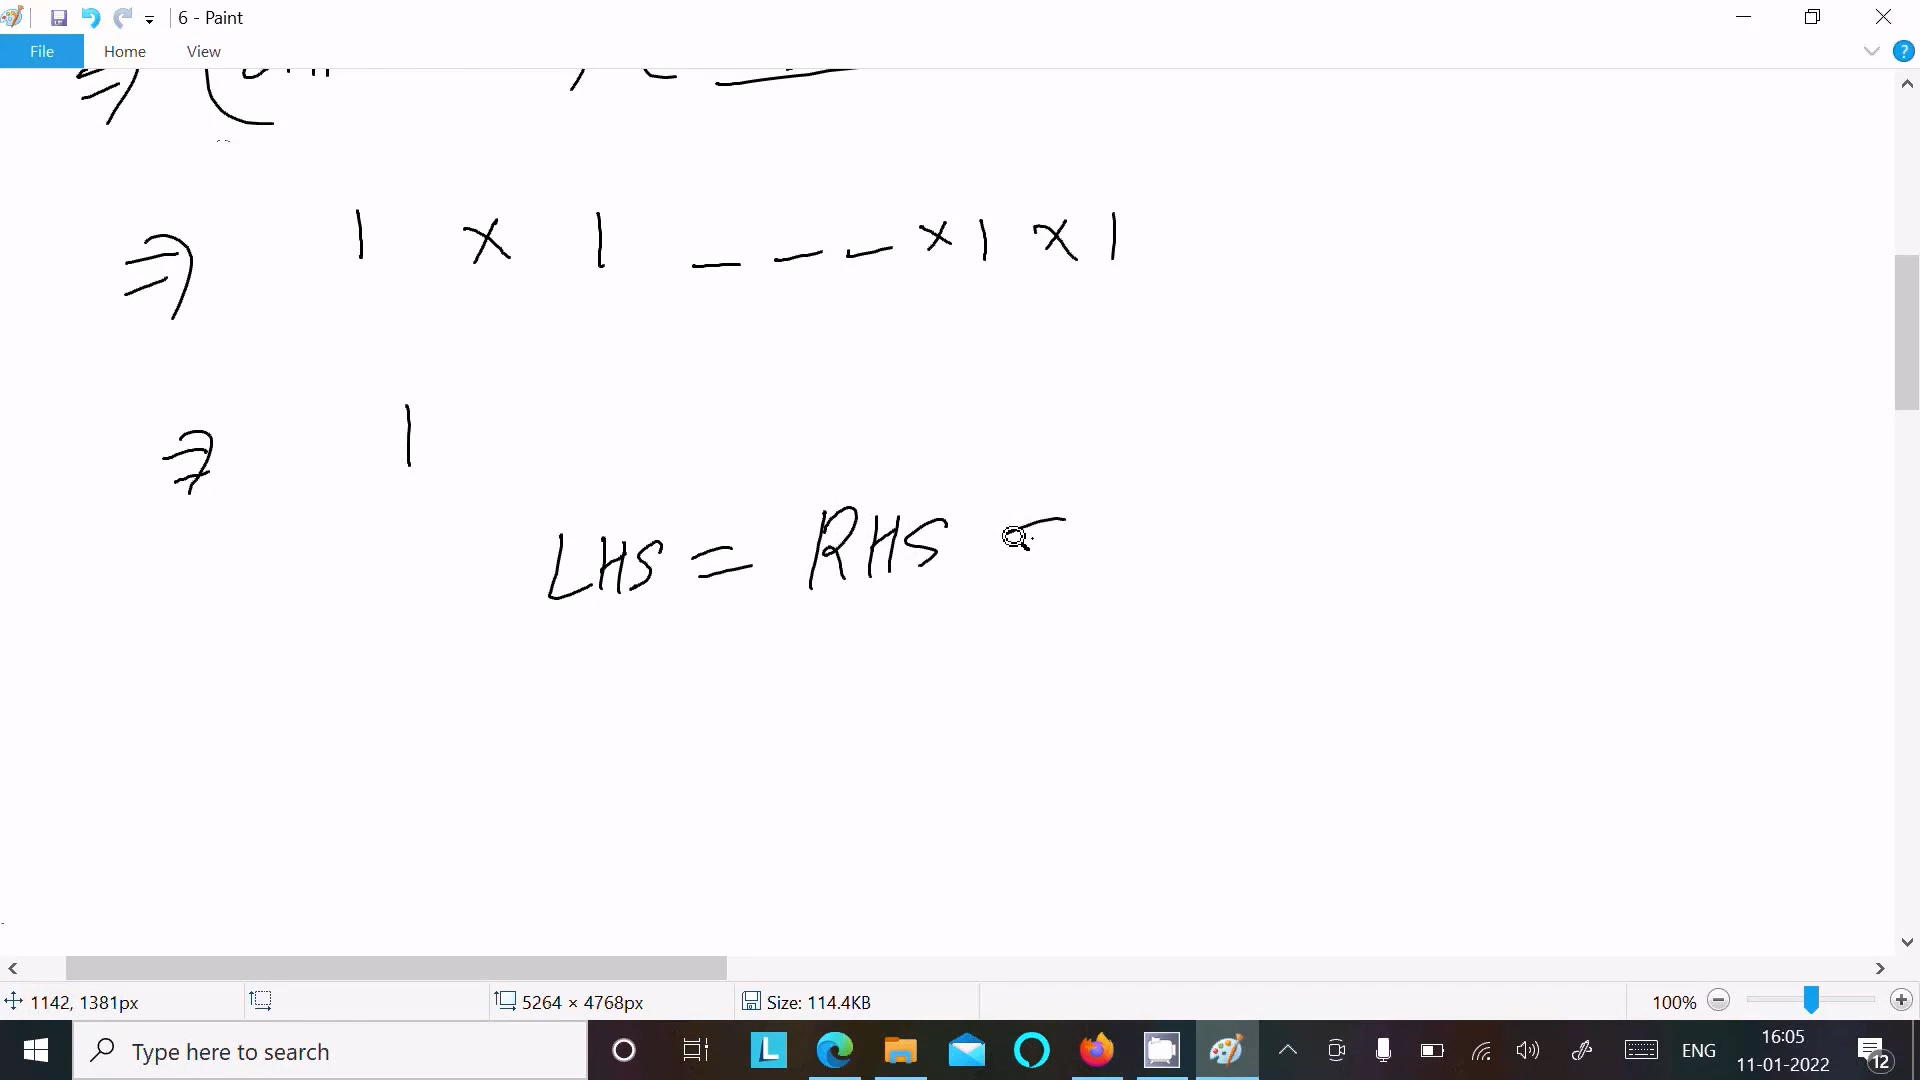 6 - Paint
File Home View
⇒ 1 × 1 _ _ _ × 1 × 1
⇒ 1
LHS = RHS
1142, 1381px 5264 × 4768px Size: 114.4KB 100%
Type here to search L ENG 16:05
11-01-2022 12